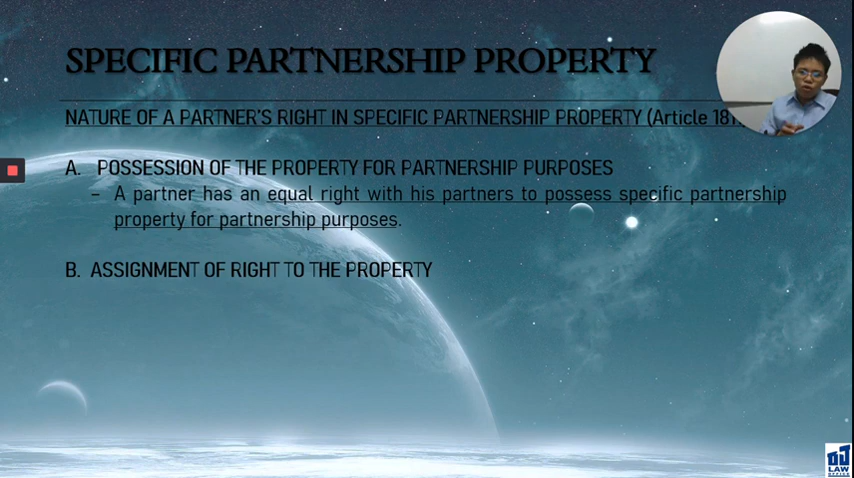 SPECIFIC PARTNERSHIP PROPERTY
NATURE OF A PARTNER'S RIGHT IN SPECIFIC PARTNERSHIP PROPERTY (Article
A. POSSESSION OF THE PROPERTY FOR PARTNERSHIP PURPOSES
– A partner has an equal right with his partners to possess specific partnership
property for partnership purposes.
B. ASSIGNMENT OF RIGHT TO THE PROPERTY
LAW
OFFICE